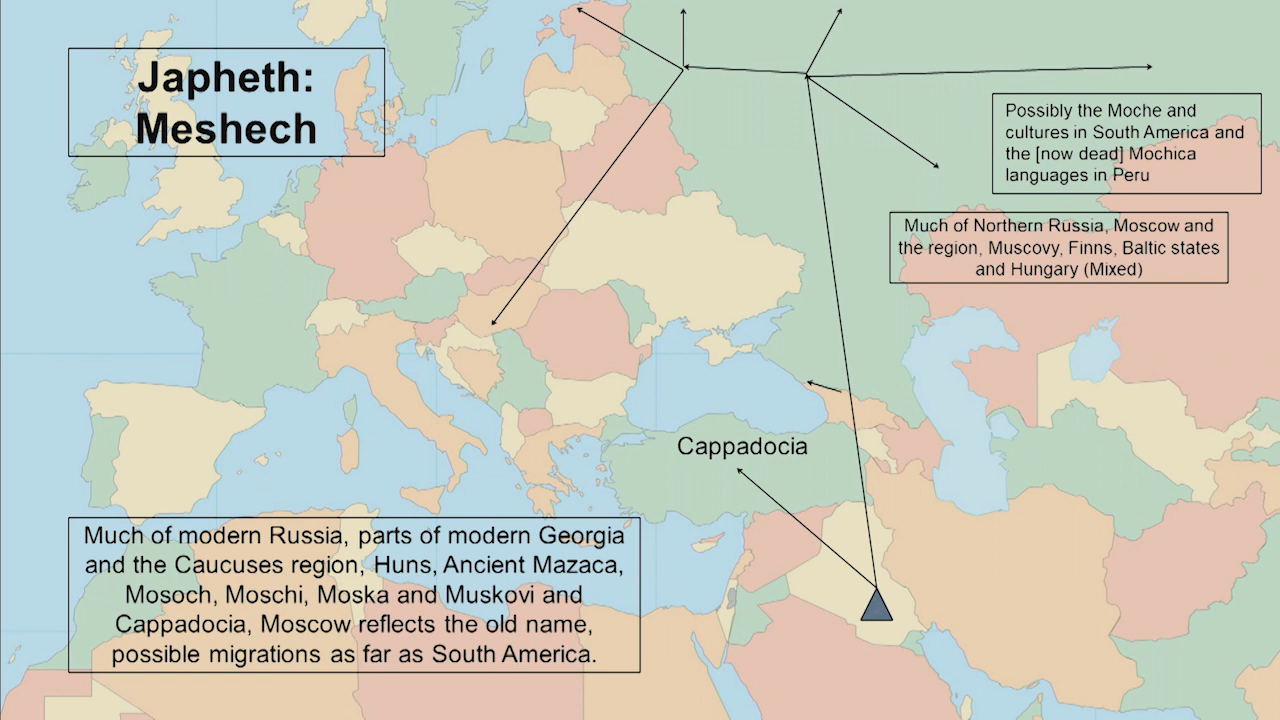 Japheth:
Meshech
Possibly the Moche and
cultures in South America and
the [now dead] Mochica
languages in Peru
Much of Northern Russia, Moscow and
the region, Muscovy, Finns, Baltic states
and Hungary (Mixed)
Cappadocia
Much of modern Russia, parts of modern Georgia
and the Caucuses region, Huns, Ancient Mazaca,
Mosoch, Moschi, Moska and Muskovi and
Cappadocia, Moscow reflects the old name,
possible migrations as far as South America.